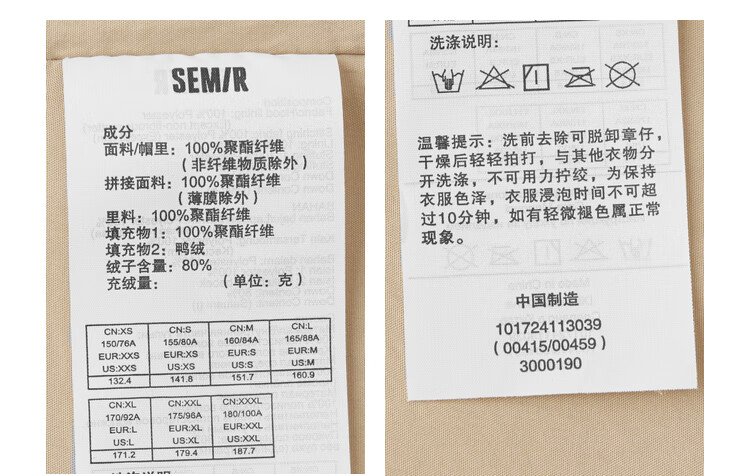 SEMIR
成分
面料/帽里：100%聚酯纤维
（非纤维物质除外）
拼接面料：100%聚酯纤维
（薄膜除外）
里料：100%聚酯纤维
填充物1：100%聚酯纤维
填充物2：鸭绒
绒子含量：80%
充绒量：　（单位：克）
CN:XS CN:S CN:M CN:L
150/76A 155/80A 160/84A 165/88A
EUR:XXS EUR:XS EUR:S EUR:M
US:XXS US:XS US:S US:M
132.4 141.8 151.7 160.9
CN:XL CN:XXL CN:XXXL
170/92A 175/96A 180/100A
EUR:L EUR:XL EUR:XXL
US:L US:XL US:XXL
171.2 179.4 187.7
洗涤说明：
温馨提示：洗前去除可脱卸章仔，
干燥后轻轻拍打，与其他衣物分
开洗涤，不可用力拧绞，为保持
衣服色泽，衣服浸泡时间不可超
过10分钟，如有轻微褪色属正常
现象。
中国制造
101724113039
（00415/00459）
3000190